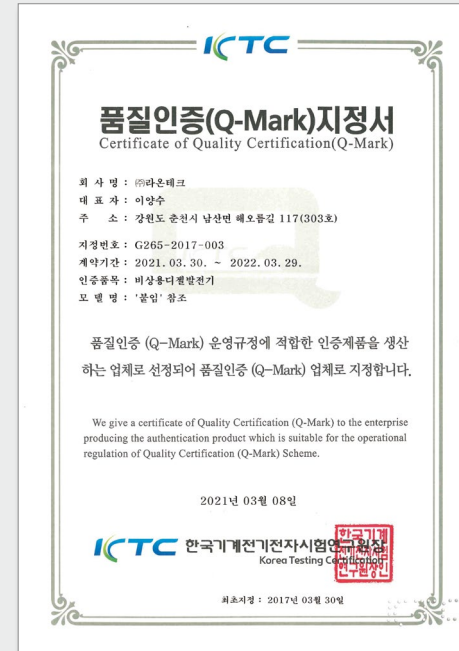 KTC
품질인증(Q-Mark)지정서
Certificate of Quality Certification(Q-Mark)
회 사 명 : ㈜라온테크
대 표 자 : 이양수
주 소 : 강원도 춘천시 남산면 해오름길 117(303호)
지정번호 : G265-2017-003
계약기간 : 2021. 03. 30. ~ 2022. 03. 29.
인증품목 : 비상용디젤발전기
모 델 명 : '붙임' 참조
품질인증 (Q-Mark) 운영규정에 적합한 인증제품을 생산
하는 업체로 선정되어 품질인증 (Q-Mark) 업체로 지정합니다.
We give a certificate of Quality Certification (Q-Mark) to the enterprise
producing the authentication product which is suitable for the operational
regulation of Quality Certification (Q-Mark) Scheme.
2021년 03월 08일
KTC 한국기계전기전자시험연구원장
Korea Testing Certification
최초지정 : 2017년 03월 30일